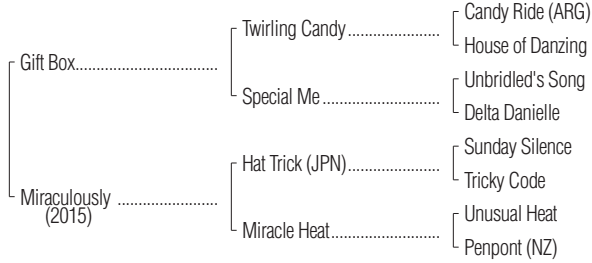 Candy Ride (ARG)
Twirling Candy
House of Danzing
Gift Box
Unbridled's Song
Special Me
Delta Danielle
Sunday Silence
Hat Trick (JPN)
Tricky Code
Miraculously
(2015)
Unusual Heat
Miracle Heat
Penpont (NZ)